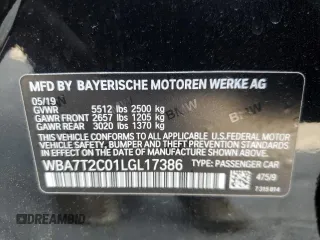 MFD BY BAYERISCHE MOTOREN WERKE AG
05/19
GVWR 5512 lbs 2500 kg
GAWR FRONT 2657 lbs 1205 kg
GAWR REAR 3020 lbs 1370 kg
THIS VEHICLE CONFORMS TO ALL APPLICABLE
FEDERAL MOTOR VEHICLE SAFETY, BUMPER,
AND THEFT PREVENTION STANDARDS IN EFFECT
ON THE DATE OF MANUFACTURE SHOWN ABOVE.
WBA7T2C01LGL17386 TYPE: PASSENGER CAR
475/9
DREAMBID
AutoBidMaster